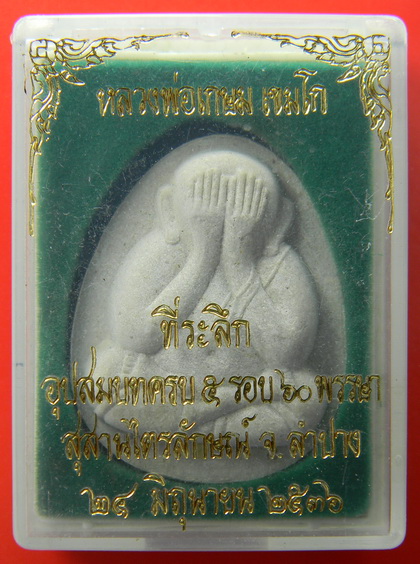 หลวงพ่อเกษม เขมโก
ที่ระลึก
อุปสมบทครบ ๕ รอบ ๖๐ พรรษา
สุสานไตรลักษณ์ จ. ลำปาง
๒๔ มิถุนายน ๒๕๓๖